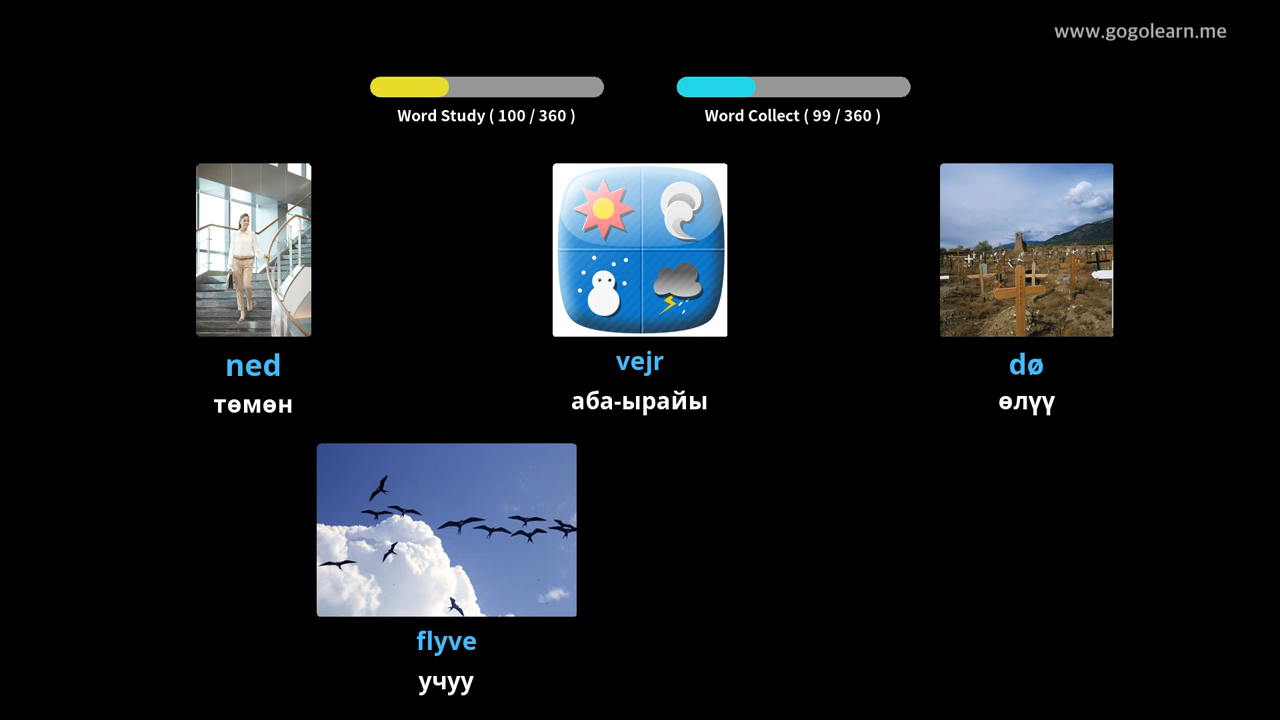 www.gogolearn.me
Word Study ( 100 / 360 )
Word Collect ( 99 / 360 )
ned
төмөн
vejr
аба-ырайы
dø
өлүү
flyve
учуу